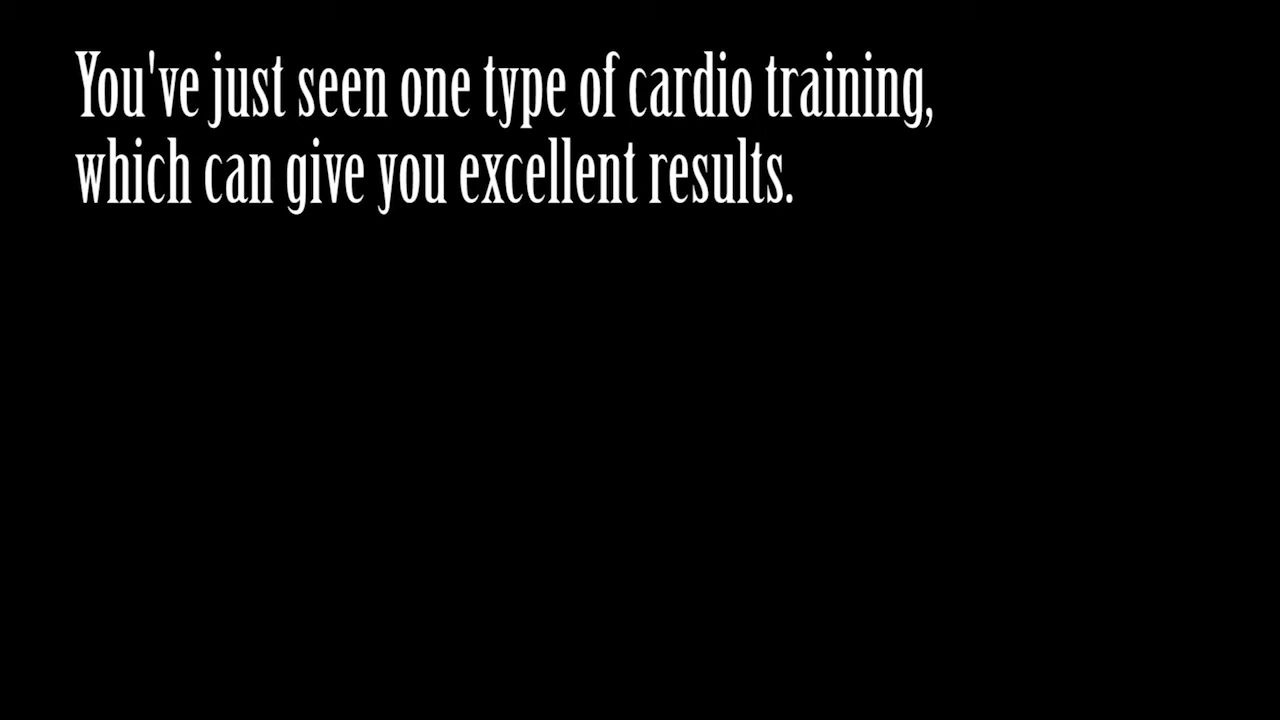 You've just seen one type of cardio training,
which can give you excellent results.